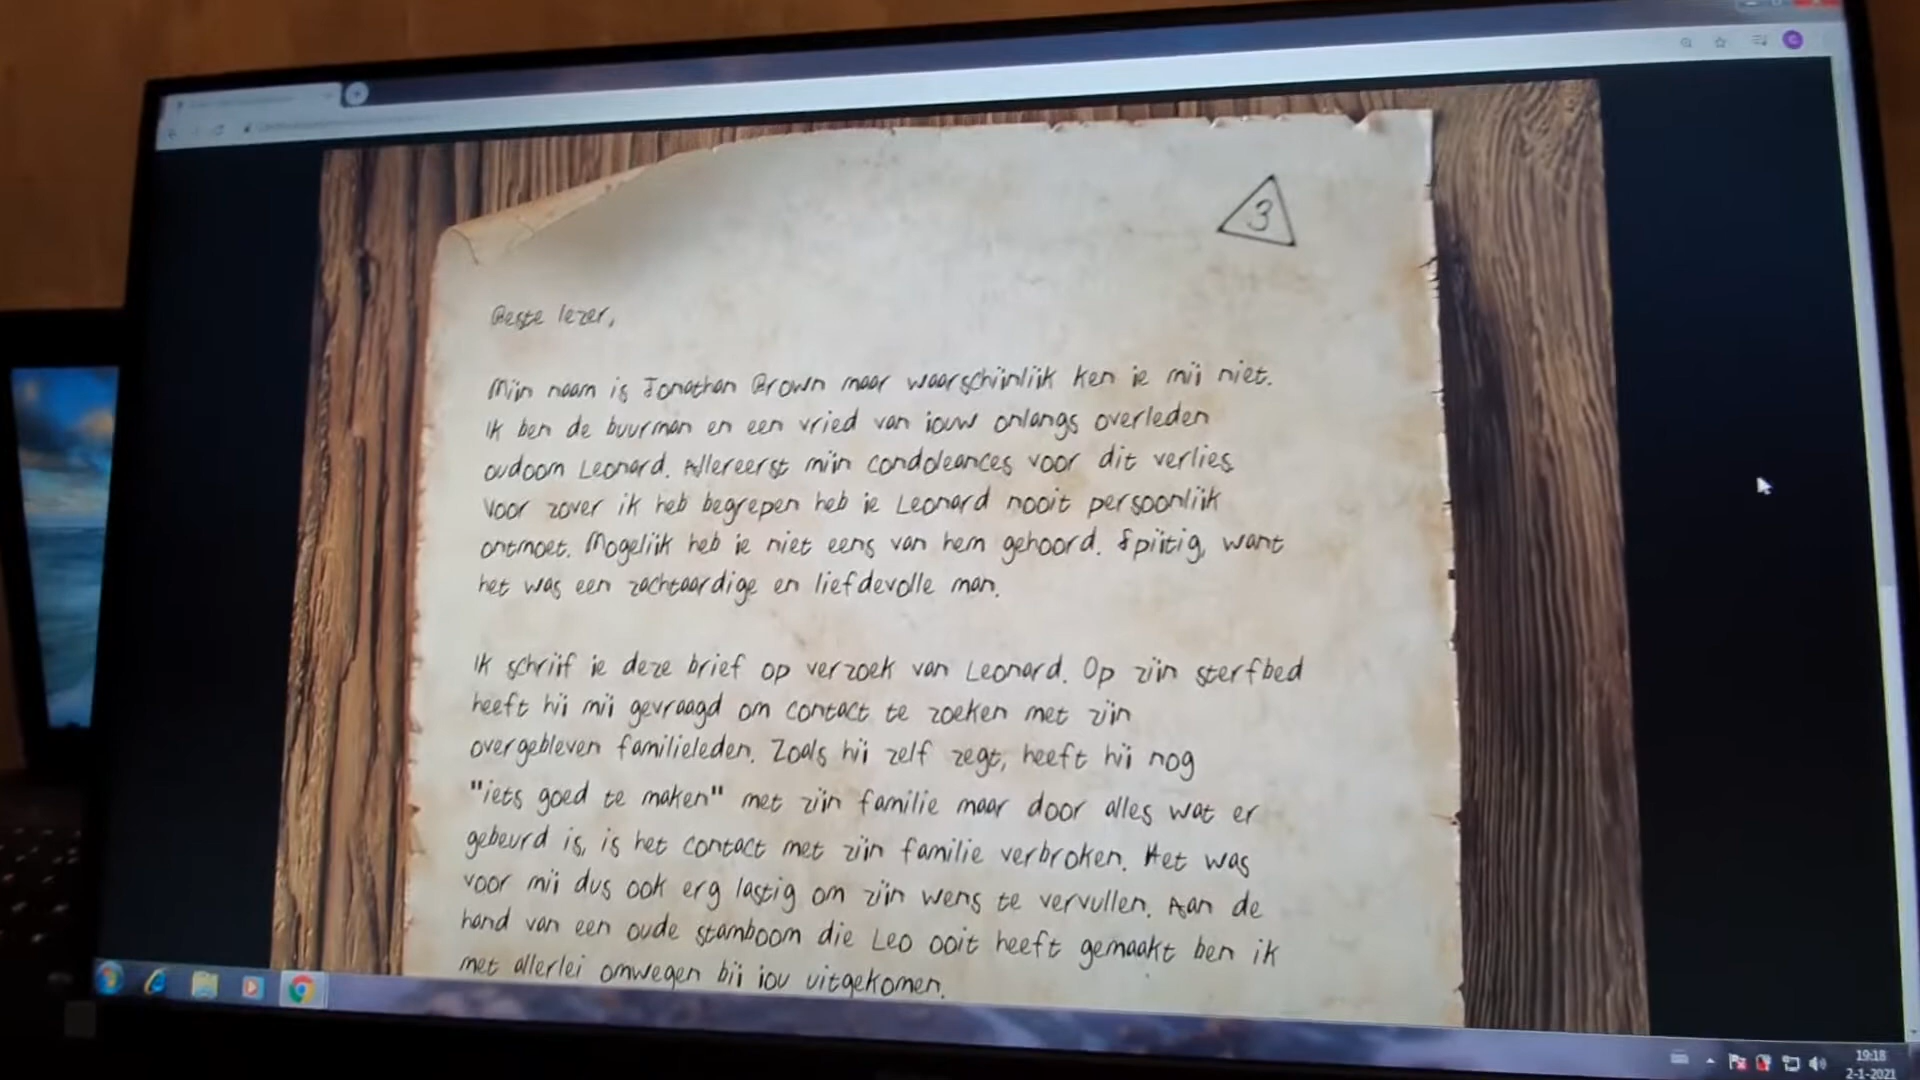 3
Beste lezer,
Mijn naam is Jonathan Brown maar waarschijnlijk ken je mij niet.
Ik ben de buurman en een vried van jouw onlangs overleden
oudoom Leonard. Allereerst mijn condoleances voor dit verlies.
Voor zover ik heb begrepen heb je Leonard nooit persoonlijk
ontmoet. Mogelijk heb je niet eens van hem gehoord. Spijtig, want
het was een zachtaardige en liefdevolle man.
Ik schrijf je deze brief op verzoek van Leonard. Op zijn sterfbed
heeft hij mij gevraagd om contact te zoeken met zijn
overgebleven familieleden. Zoals hij zelf zegt, heeft hij nog
"iets goed te maken" met zijn familie maar door alles wat er
gebeurd is, is het contact met zijn familie verbroken. Het was
voor mij dus ook erg lastig om zijn wens te vervullen. Aan de
hand van een oude stamboom die Leo ooit heeft gemaakt ben ik
met allerlei omwegen bij jou uitgekomen.
19:18
2-1-2021